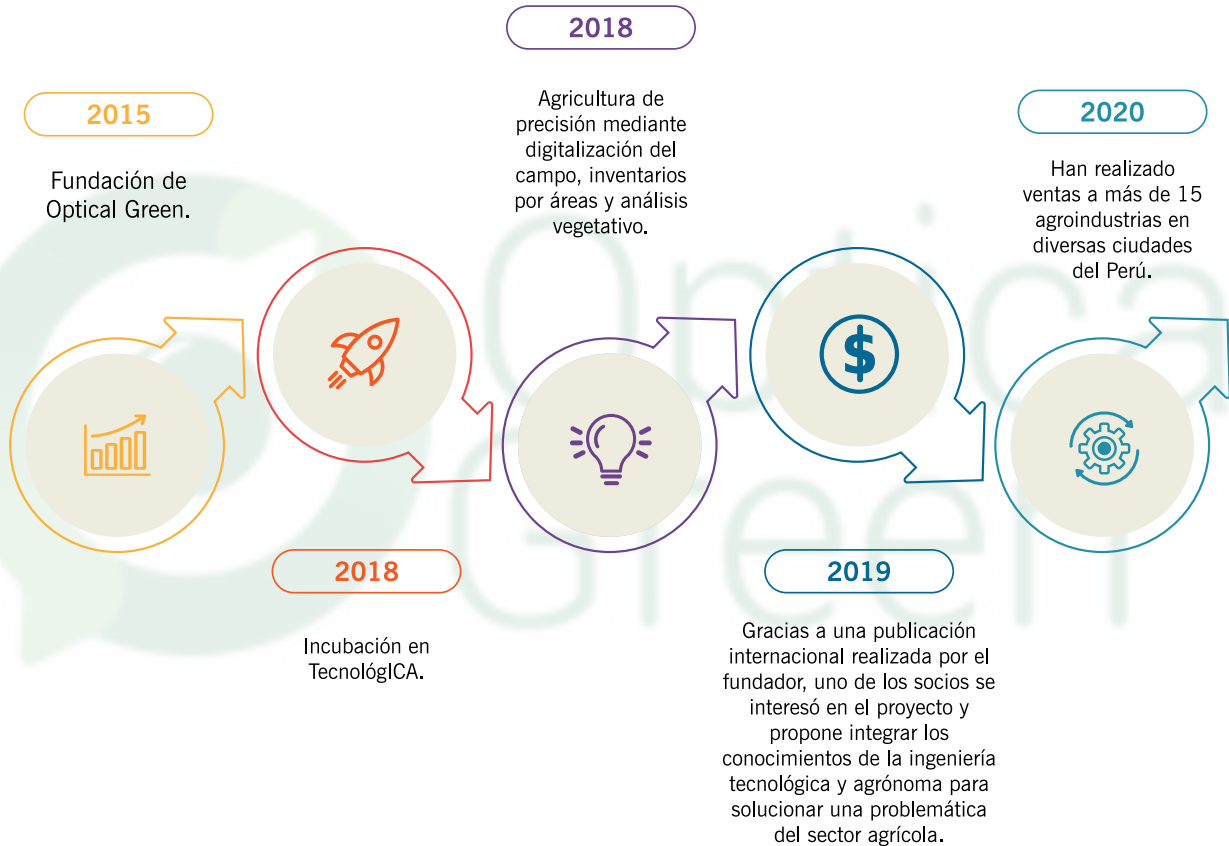 2015
Fundación de
Optical Green.
2018
Incubación en
TecnológICA.
2018
Agricultura de
precisión mediante
digitalización del
campo, inventarios
por áreas y análisis
vegetativo.
2019
Gracias a una publicación
internacional realizada por el
fundador, uno de los socios se
interesó en el proyecto y
propone integrar los
conocimientos de la ingeniería
tecnológica y agrónoma para
solucionar una problemática
del sector agrícola.
2020
Han realizado
ventas a más de 15
agroindustrias en
diversas ciudades
del Perú.
$
Optica
Green